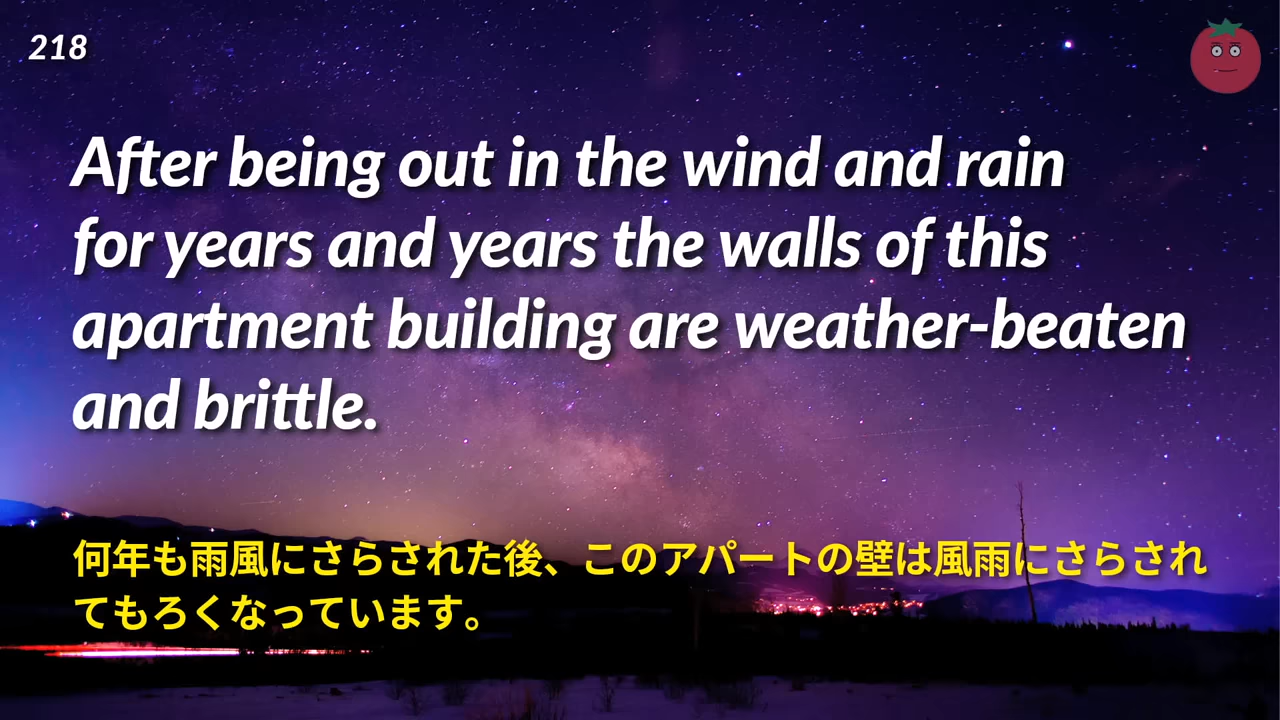 218
After being out in the wind and rain
for years and years the walls of this
apartment building are weather-beaten
and brittle.
何年も雨風にさらされた後、このアパートの壁は風雨にさらされ
てもろくなっています。